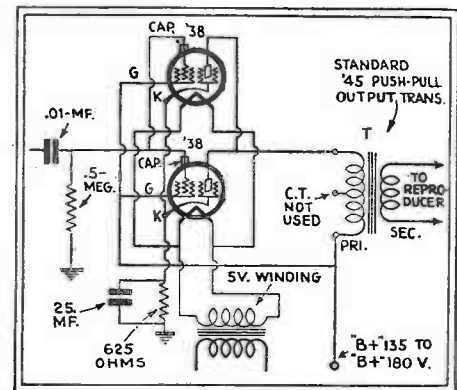 CAP.
'38
STANDARD
'45 PUSH-PULL
OUTPUT TRANS.
G
K
.01-MF.
'38
T
CAP.
.5-
MEG.
G
C.T.
NOT
USED
TO
REPRO-
DUCER
K
PRI.
SEC.
5V. WINDING
25.
MF.
625
OHMS
"B+" 135 TO
"B+" 180 V.